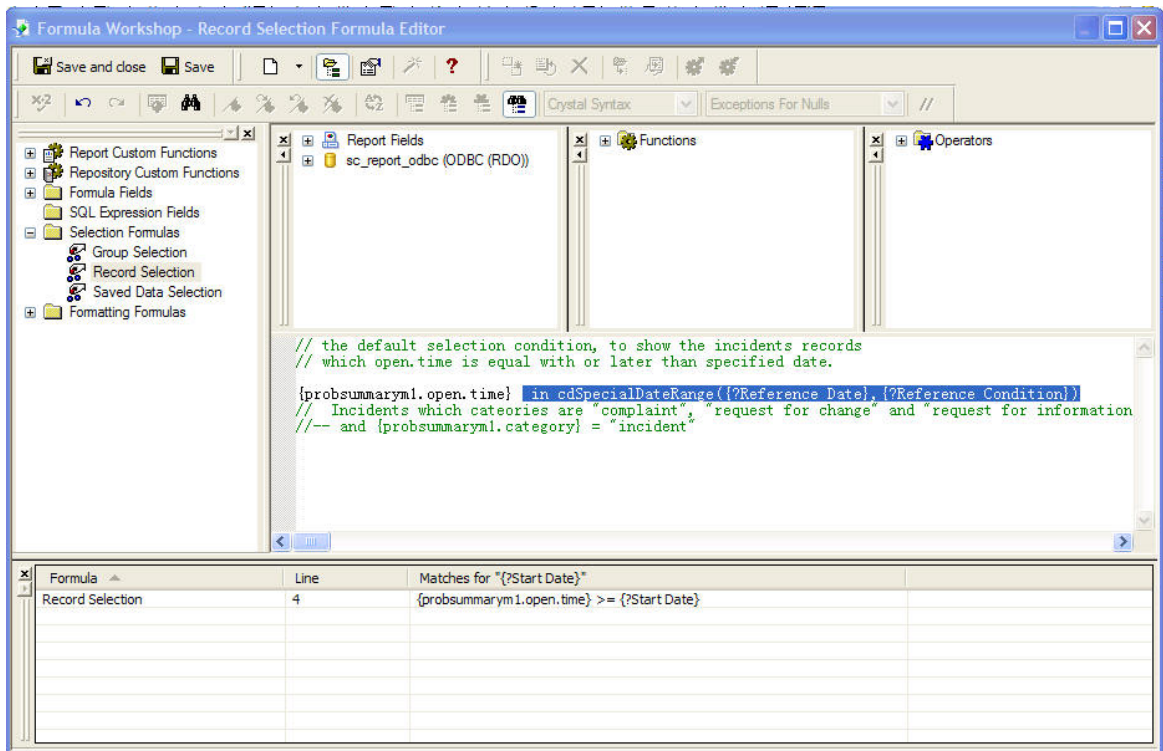 Formula Workshop - Record Selection Formula Editor
Save and close Save
x+2 Crystal Syntax Exceptions For Nulls //
Report Custom Functions
Repository Custom Functions
Formula Fields
SQL Expression Fields
Selection Formulas
Group Selection
Record Selection
Saved Data Selection
Formatting Formulas
Report Fields
sc_report_odbc (ODBC (RDO))
Functions
Operators
// the default selection condition, to show the incidents records
// which open.time is equal with or later than specified date.
{probsummarym1.open.time} in cdSpecialDateRange({?Reference Date},{?Reference Condition})
// Incidents which cateories are "complaint", "request for change" and "request for information
//-- and {probsummarym1.category} = "incident"
Formula Line Matches for "{?Start Date}"
Record Selection 4 {probsummarym1.open.time} >= {?Start Date}